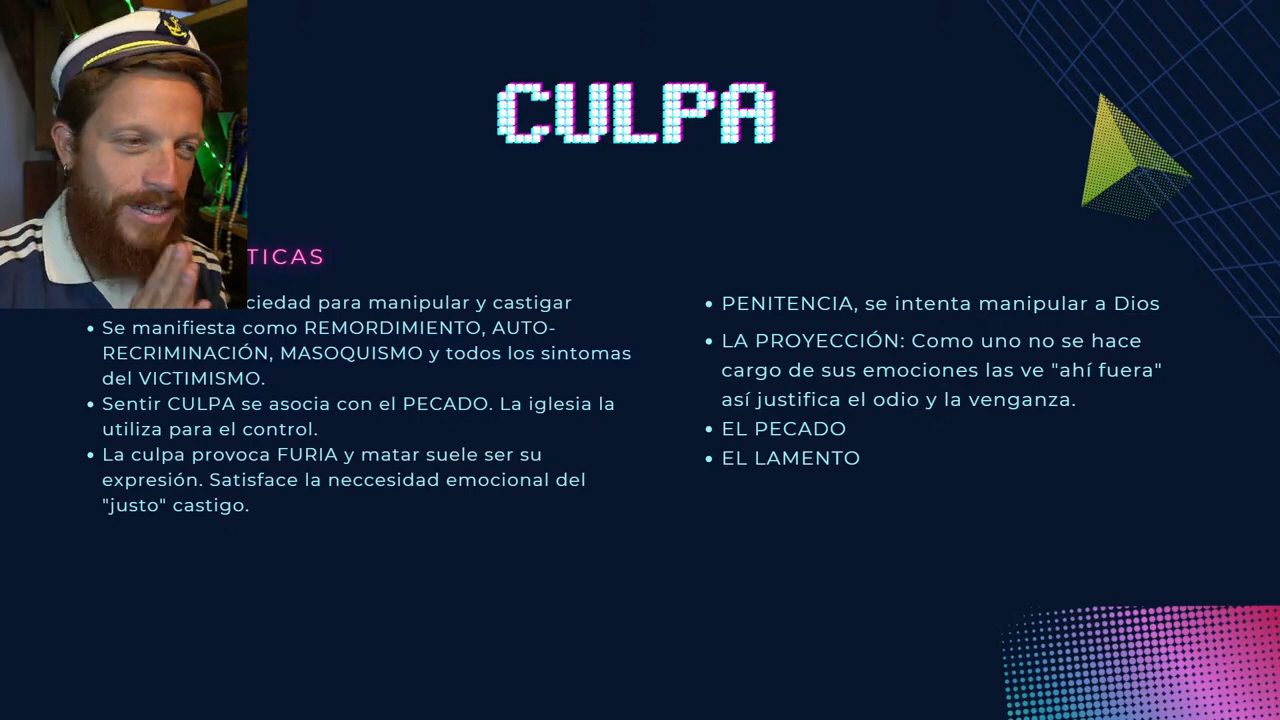 CULPA
TICAS
ciedad para manipular y castigar
• Se manifiesta como REMORDIMIENTO, AUTO-
RECRIMINACIÓN, MASOQUISMO y todos los sintomas
del VICTIMISMO.
• Sentir CULPA se asocia con el PECADO. La iglesia la
utiliza para el control.
• La culpa provoca FURIA y matar suele ser su
expresión. Satisface la neccesidad emocional del
"justo" castigo.
• PENITENCIA, se intenta manipular a Dios
• LA PROYECCIÓN: Como uno no se hace
cargo de sus emociones las ve "ahí fuera"
así justifica el odio y la venganza.
• EL PECADO
• EL LAMENTO